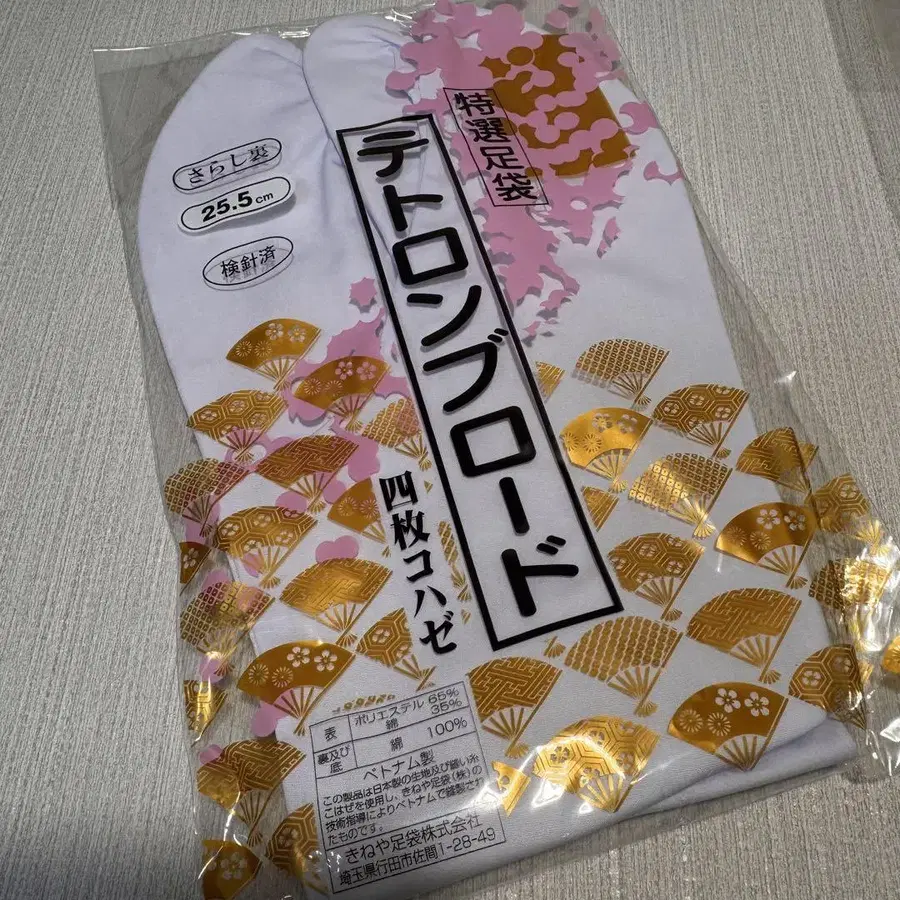 特選足袋
テトロンブロード
四枚コハゼ
さらし裏
25.5cm
検針済
表 ポリエステル 65%
綿 35%
裏及び底 綿 100%
ベトナム製
この製品は日本製の生地及び縫い糸
こはぜを使用し、きねや足袋(株)の
技術指導によりベトナムで縫製され
たものです。
きねや足袋株式会社
埼玉県行田市佐間1-28-49